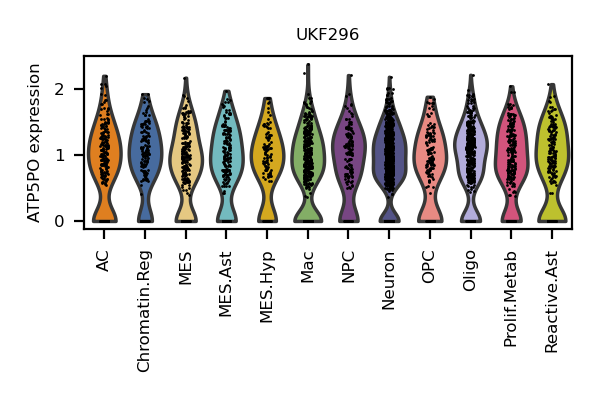 UKF296
ATP5PO expression
2
1
0
AC
Chromatin.Reg
MES
MES.Ast
MES.Hyp
Mac
NPC
Neuron
OPC
Oligo
Prolif.Metab
Reactive.Ast